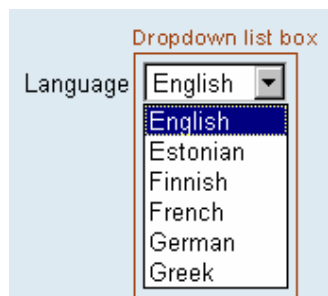 Dropdown list box
Language English
English
Estonian
Finnish
French
German
Greek